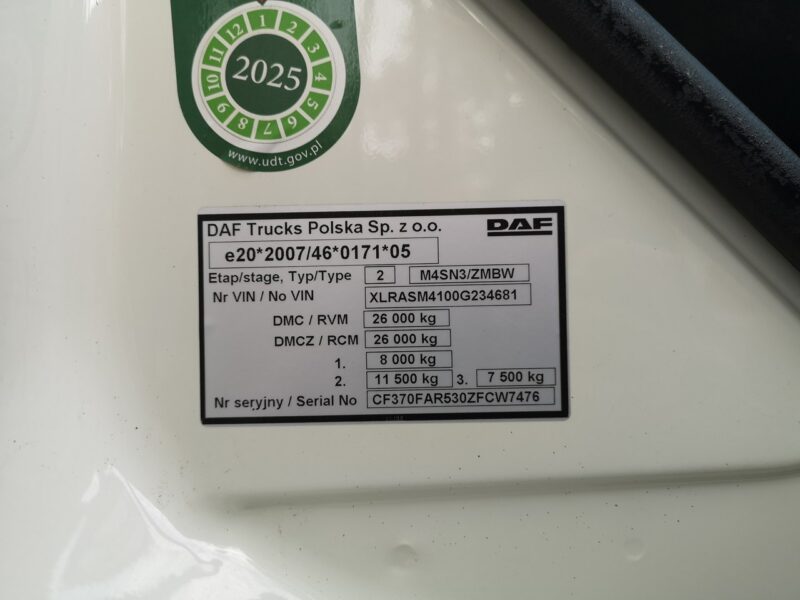 12 1 2
11 3
10 2025 4
9 5
8 7 6
www.udt.gov.pl
DAF Trucks Polska Sp. z o.o. DAF
e20*2007/46*0171*05
Etap/stage, Typ/Type 2 M4SN3/ZMBW
Nr VIN / No VIN XLRASM4100G234681
DMC / RVM 26 000 kg
DMCZ / RCM 26 000 kg
1. 8 000 kg
2. 11 500 kg 3. 7 500 kg
Nr seryjny / Serial No CF370FAR530ZFCW7476